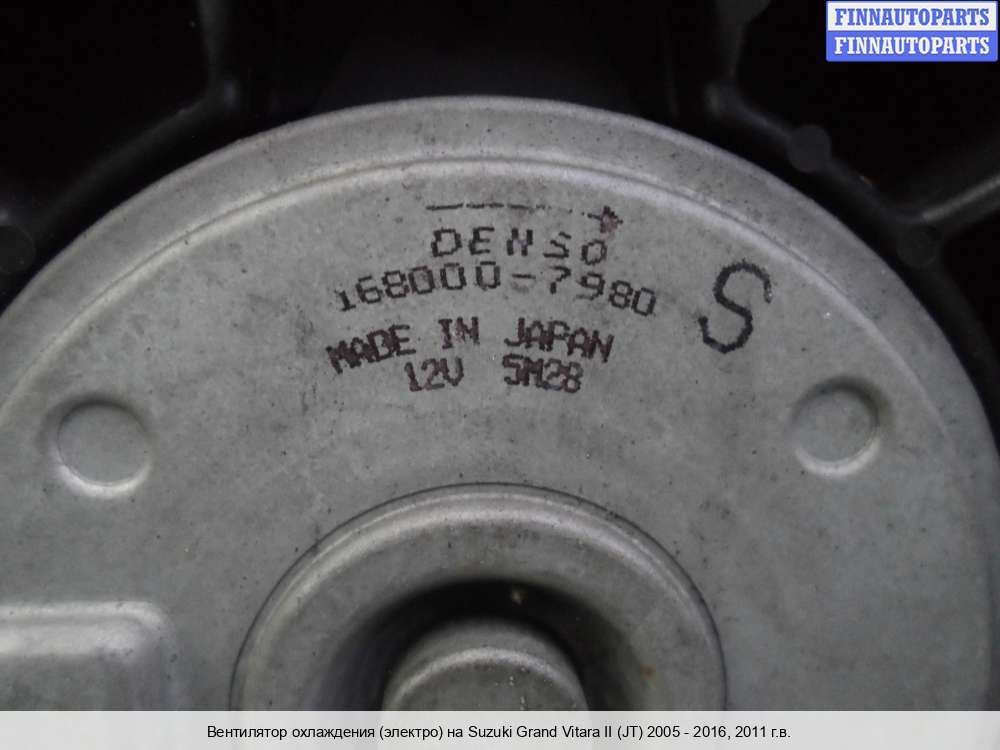 FINNAUTOPARTS
FINNAUTOPARTS
DENSO
168000-7980
S
MADE IN JAPAN
12V 5M28
Вентилятор охлаждения (электро) на Suzuki Grand Vitara II (JT) 2005 - 2016, 2011 г.в.